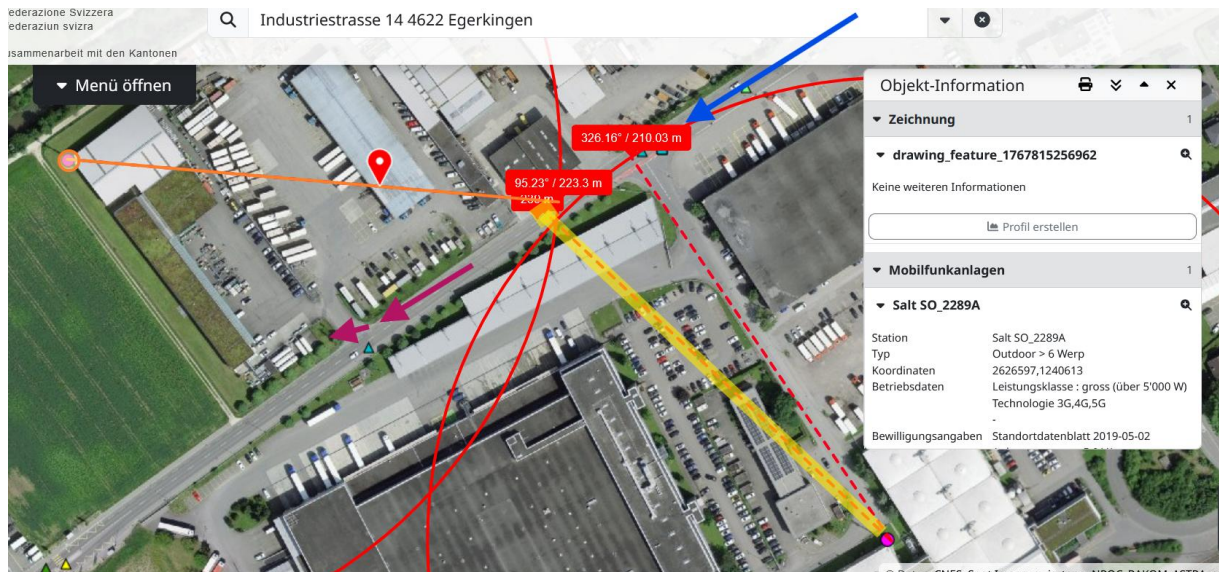 ederazione Svizzera
ederaziun svizra
usammenarbeit mit den Kantonen
Industriestrasse 14 4622 Egerkingen
Menü öffnen
326.16° / 210.03 m
95.23° / 223.3 m
230 m
Objekt-Information
Zeichnung 1
drawing_feature_1767815256962
Keine weiteren Informationen
Profil erstellen
Mobilfunkanlagen 1
Salt SO_2289A
Station Salt SO_2289A
Typ Outdoor > 6 Werp
Koordinaten 2626597,1240613
Betriebsdaten Leistungsklasse : gross (über 5'000 W)
Technologie 3G,4G,5G
-
Bewilligungsangaben Standortdatenblatt 2019-05-02